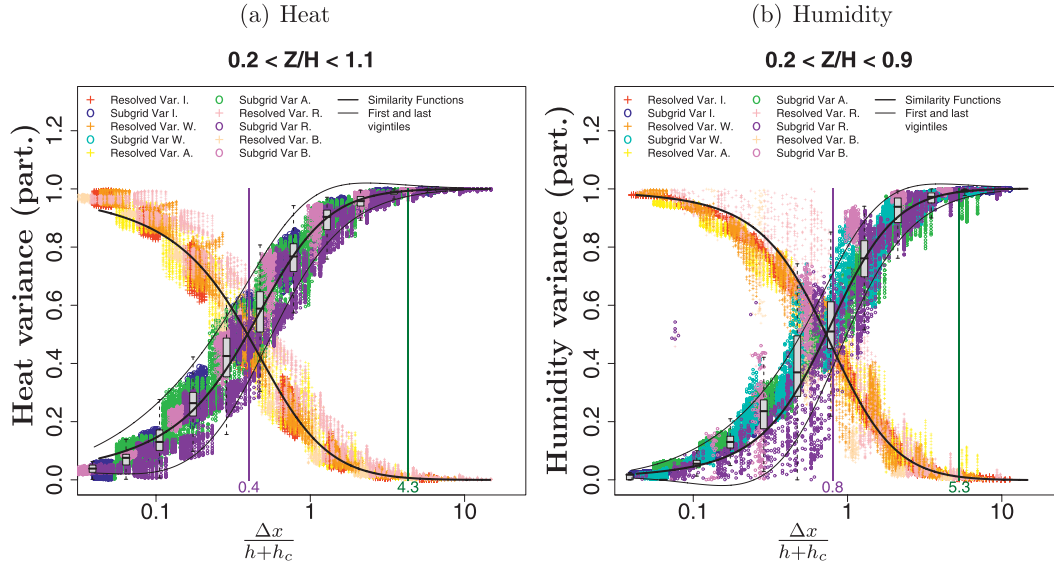 (a) Heat
0.2 < Z/H < 1.1
Heat variance (part.)
+ Resolved Var. I.
O Subgrid Var I.
+ Resolved Var. W.
O Subgrid Var W.
+ Resolved Var. A.
O Subgrid Var A.
+ Resolved Var. R.
O Subgrid Var R.
+ Resolved Var. B.
O Subgrid Var B.
Similarity Functions
First and last
vigintiles
1.2
1.0
0.8
0.6
0.4
0.2
0.0
0.4
4.3
0.1 1 10
Δx
h+h_c
(b) Humidity
0.2 < Z/H < 0.9
Humidity variance (part.)
+ Resolved Var. I.
O Subgrid Var I.
+ Resolved Var. W.
O Subgrid Var W.
+ Resolved Var. A.
O Subgrid Var A.
+ Resolved Var. R.
O Subgrid Var R.
+ Resolved Var. B.
O Subgrid Var B.
Similarity Functions
First and last
vigintiles
1.2
1.0
0.8
0.6
0.4
0.2
0.0
0.8
5.3
0.1 1 10
Δx
h+h_c